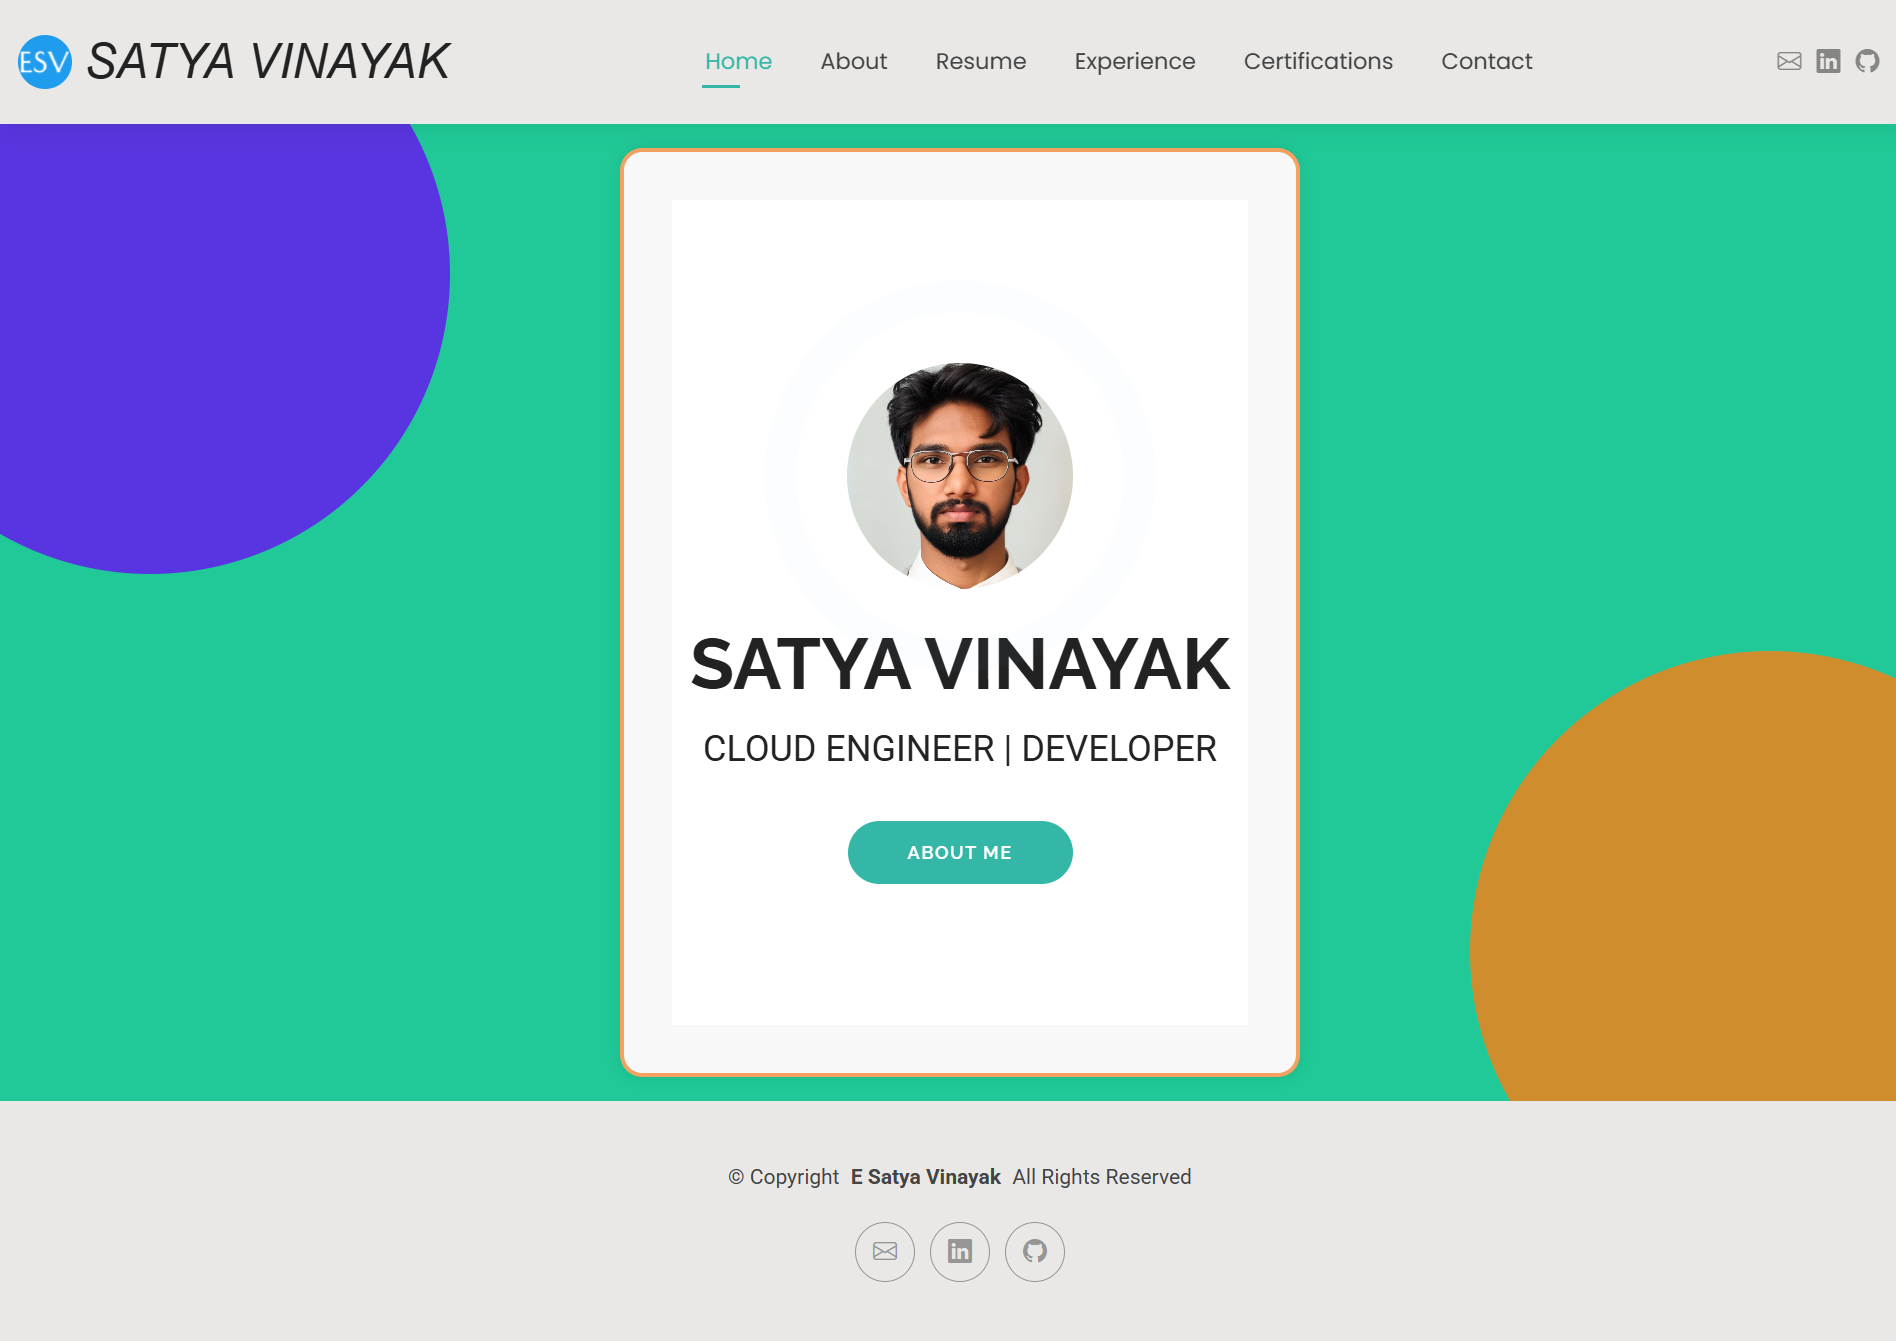 ESV SATYA VINAYAK
Home About Resume Experience Certifications Contact
SATYA VINAYAK
CLOUD ENGINEER | DEVELOPER
ABOUT ME
© Copyright E Satya Vinayak All Rights Reserved